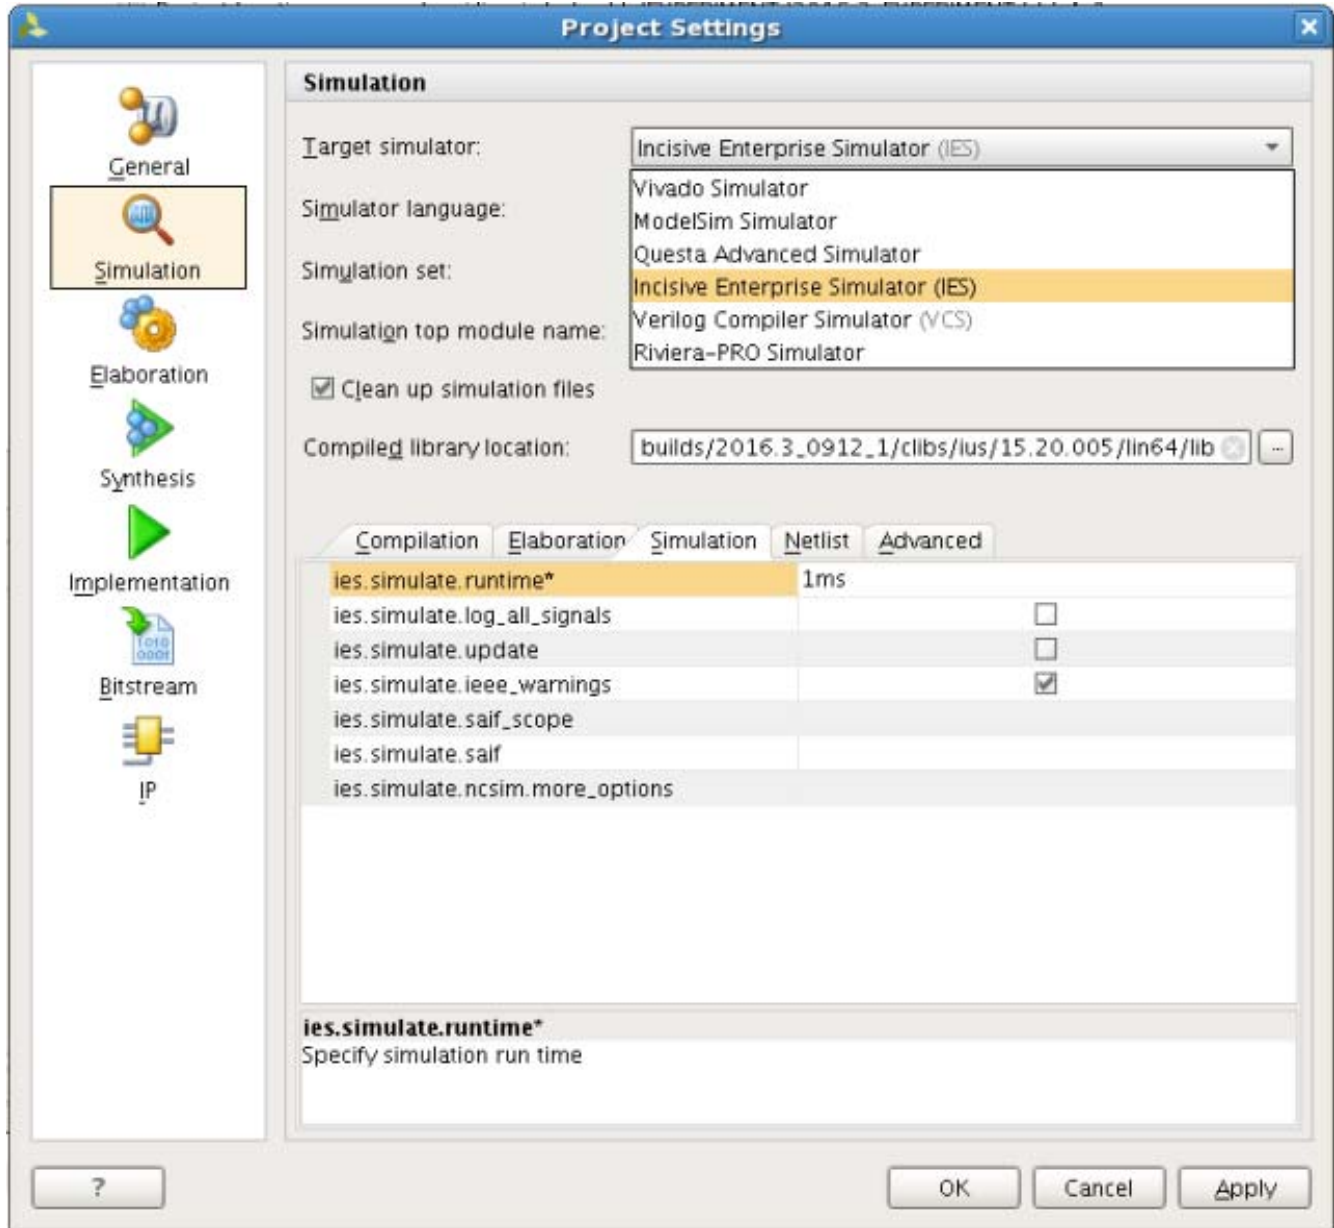 Project Settings
General
Simulation
Elaboration
Synthesis
Implementation
Bitstream
IP
Simulation
Target simulator:
Incisive Enterprise Simulator (IES)
Vivado Simulator
Simulator language:
ModelSim Simulator
Questa Advanced Simulator
Simulation set:
Incisive Enterprise Simulator (IES)
Verilog Compiler Simulator (VCS)
Simulation top module name:
Riviera-PRO Simulator
Clean up simulation files
Compiled library location:
builds/2016.3_0912_1/clibs/ius/15.20.005/lin64/lib
...
Compilation Elaboration Simulation Netlist Advanced
ies.simulate.runtime* 1ms
ies.simulate.log_all_signals
ies.simulate.update
ies.simulate.ieee_warnings
ies.simulate.saif_scope
ies.simulate.saif
ies.simulate.ncsim.more_options
ies.simulate.runtime*
Specify simulation run time
? OK Cancel Apply